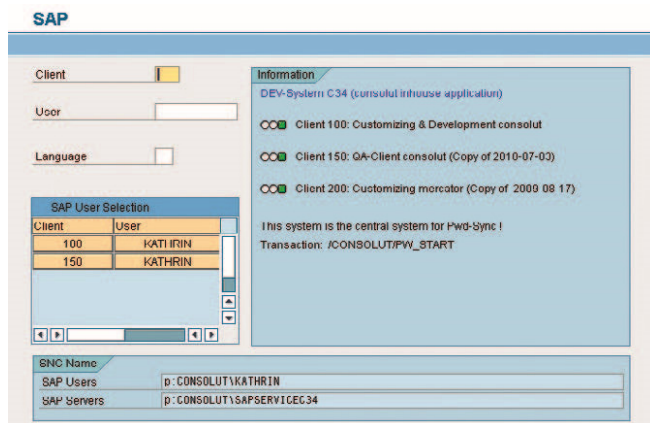 SAP
Client
User
Language
SAP User Selection
Client User
100 KATHRIN
150 KATHRIN
Information
DEV-System C34 (consolut inhouse application)
Client 100: Customizing & Development consolut
Client 150: QA-Client consolut (Copy of 2010-07-03)
Client 200: Customizing mercator (Copy of 2009 08 17)
This system is the central system for Pwd-Sync !
Transaction: /CONSOLUT/PW_START
SNC Name
SAP Users p:CONSOLUT\KATHRIN
SAP Servers p:CONSOLUT\SAPSERVICEC34